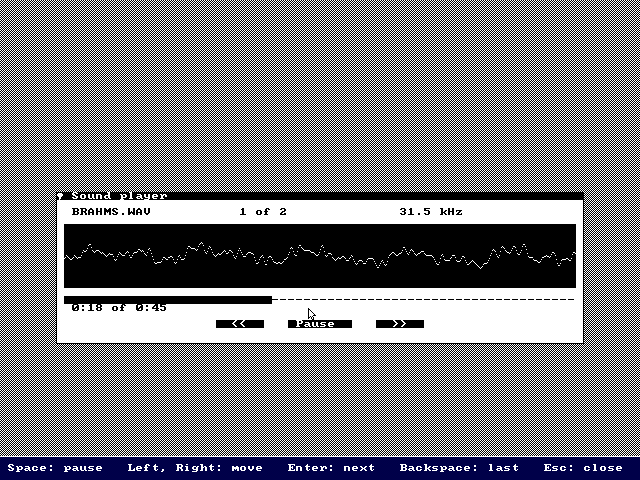 Sound player
BRAHMS.WAV 1 of 2 31.5 kHz
0:18 of 0:45
<< Pause >>
Space: pause Left, Right: move Enter: next Backspace: last Esc: close